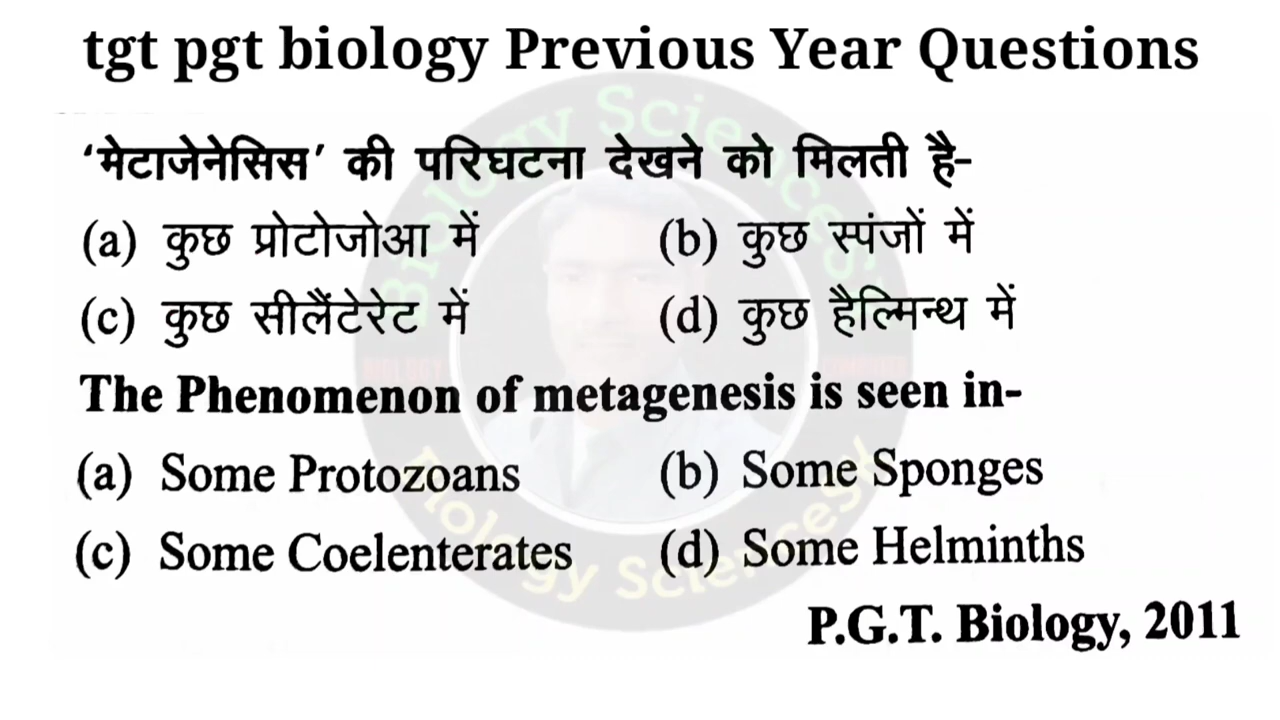 tgt pgt biology Previous Year Questions
‘मेटाजेनेसिस’ की परिघटना देखने को मिलती है-
(a) कुछ प्रोटोजोआ में (b) कुछ स्पंजों में
(c) कुछ सीलैंटेरेट में (d) कुछ हैल्मिन्थ में
The Phenomenon of metagenesis is seen in-
(a) Some Protozoans (b) Some Sponges
(c) Some Coelenterates (d) Some Helminths
P.G.T. Biology, 2011